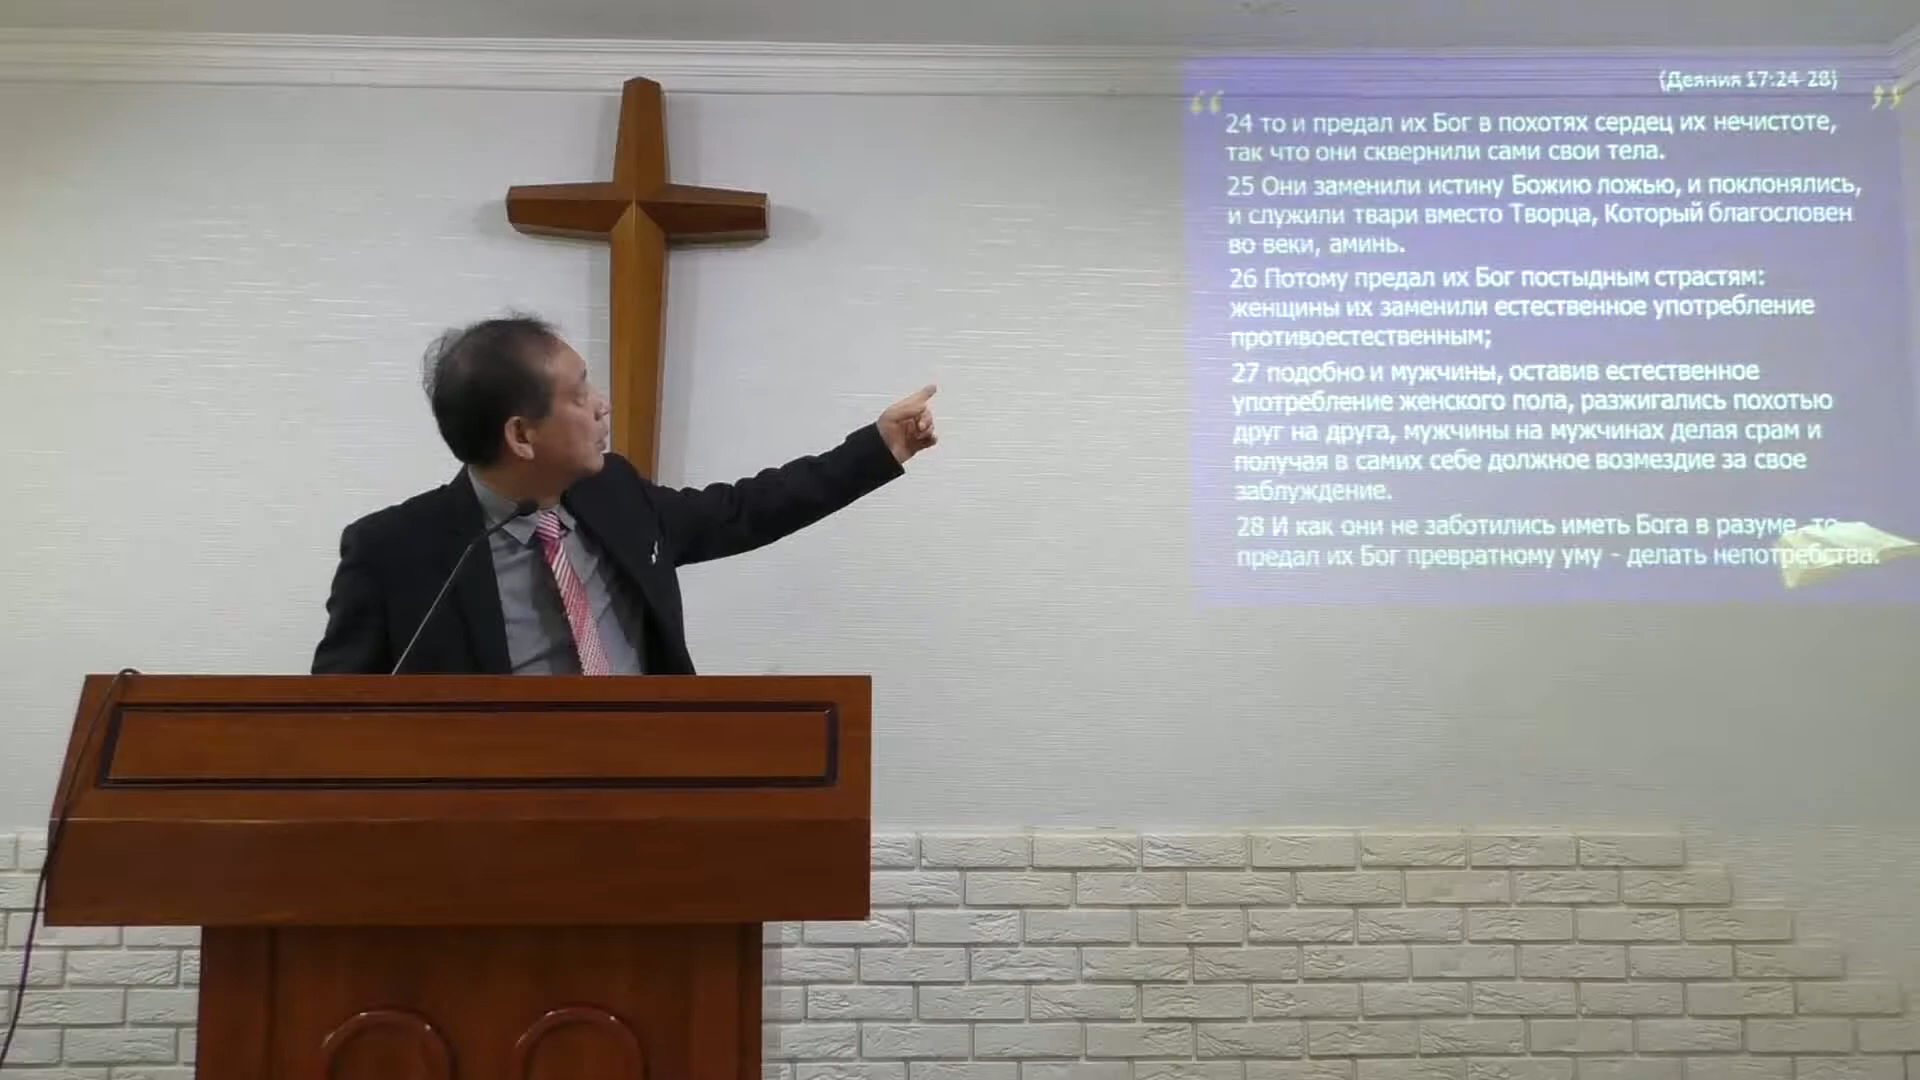 (Деяния 17:24-28)
“ ”
24 то и предал их Бог в похотях сердец их нечистоте,
так что они сквернили сами свои тела.
25 Они заменили истину Божию ложью, и поклонялись,
и служили твари вместо Творца, Который благословен
во веки, аминь.
26 Потому предал их Бог постыдным страстям:
женщины их заменили естественное употребление
противоестественным;
27 подобно и мужчины, оставив естественное
употребление женского пола, разжигались похотью
друг на друга, мужчины на мужчинах делая срам и
получая в самих себе должное возмездие за свое
заблуждение.
28 И как они не заботились иметь Бога в разуме, то
предал их Бог превратному уму - делать непотребства.